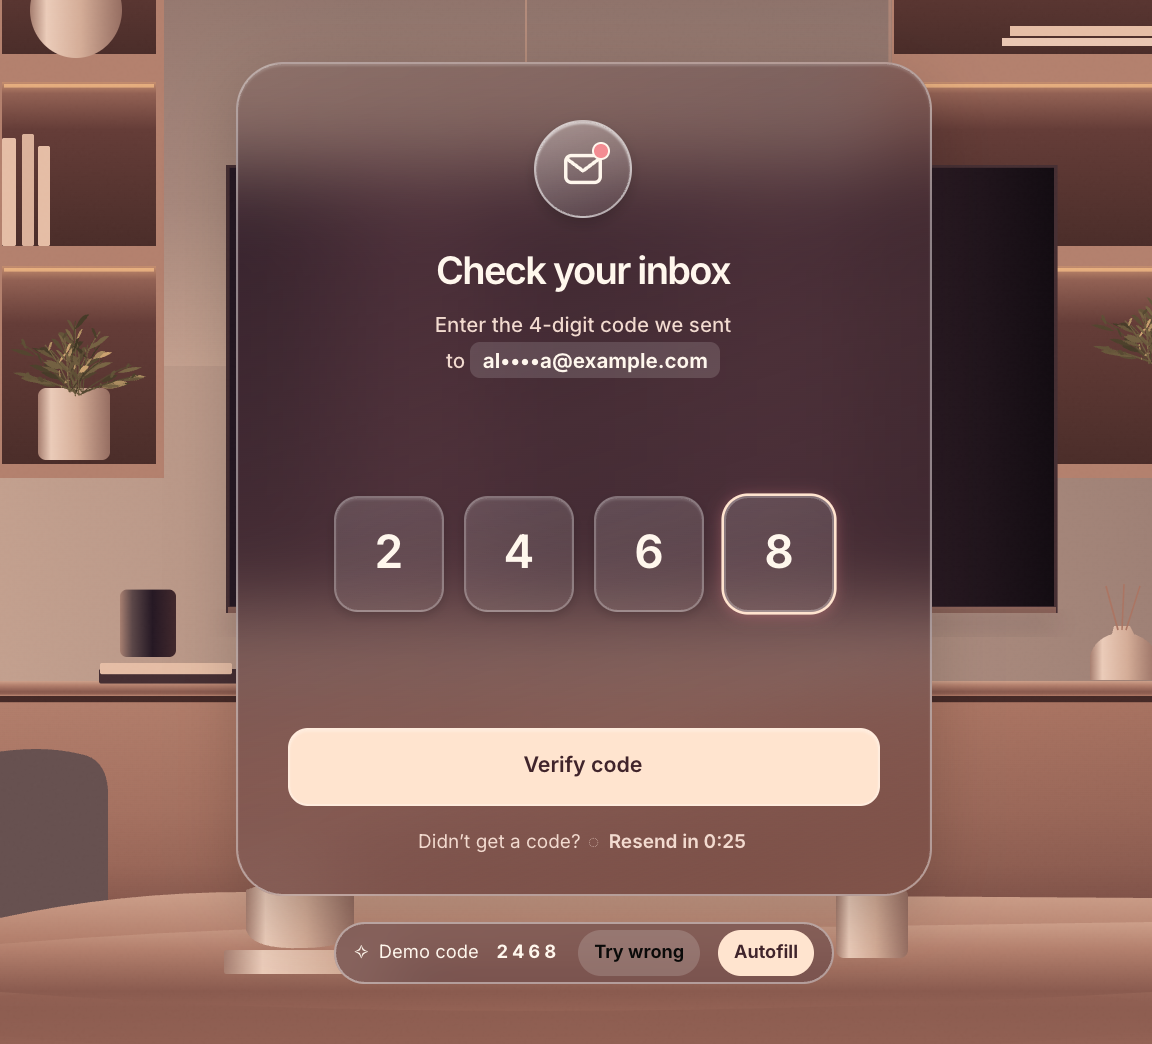 Check your inbox
Enter the 4-digit code we sent
to al••••a@example.com
2 4 6 8
Verify code
Didn’t get a code? Resend in 0:25
Demo code 2468 Try wrong Autofill